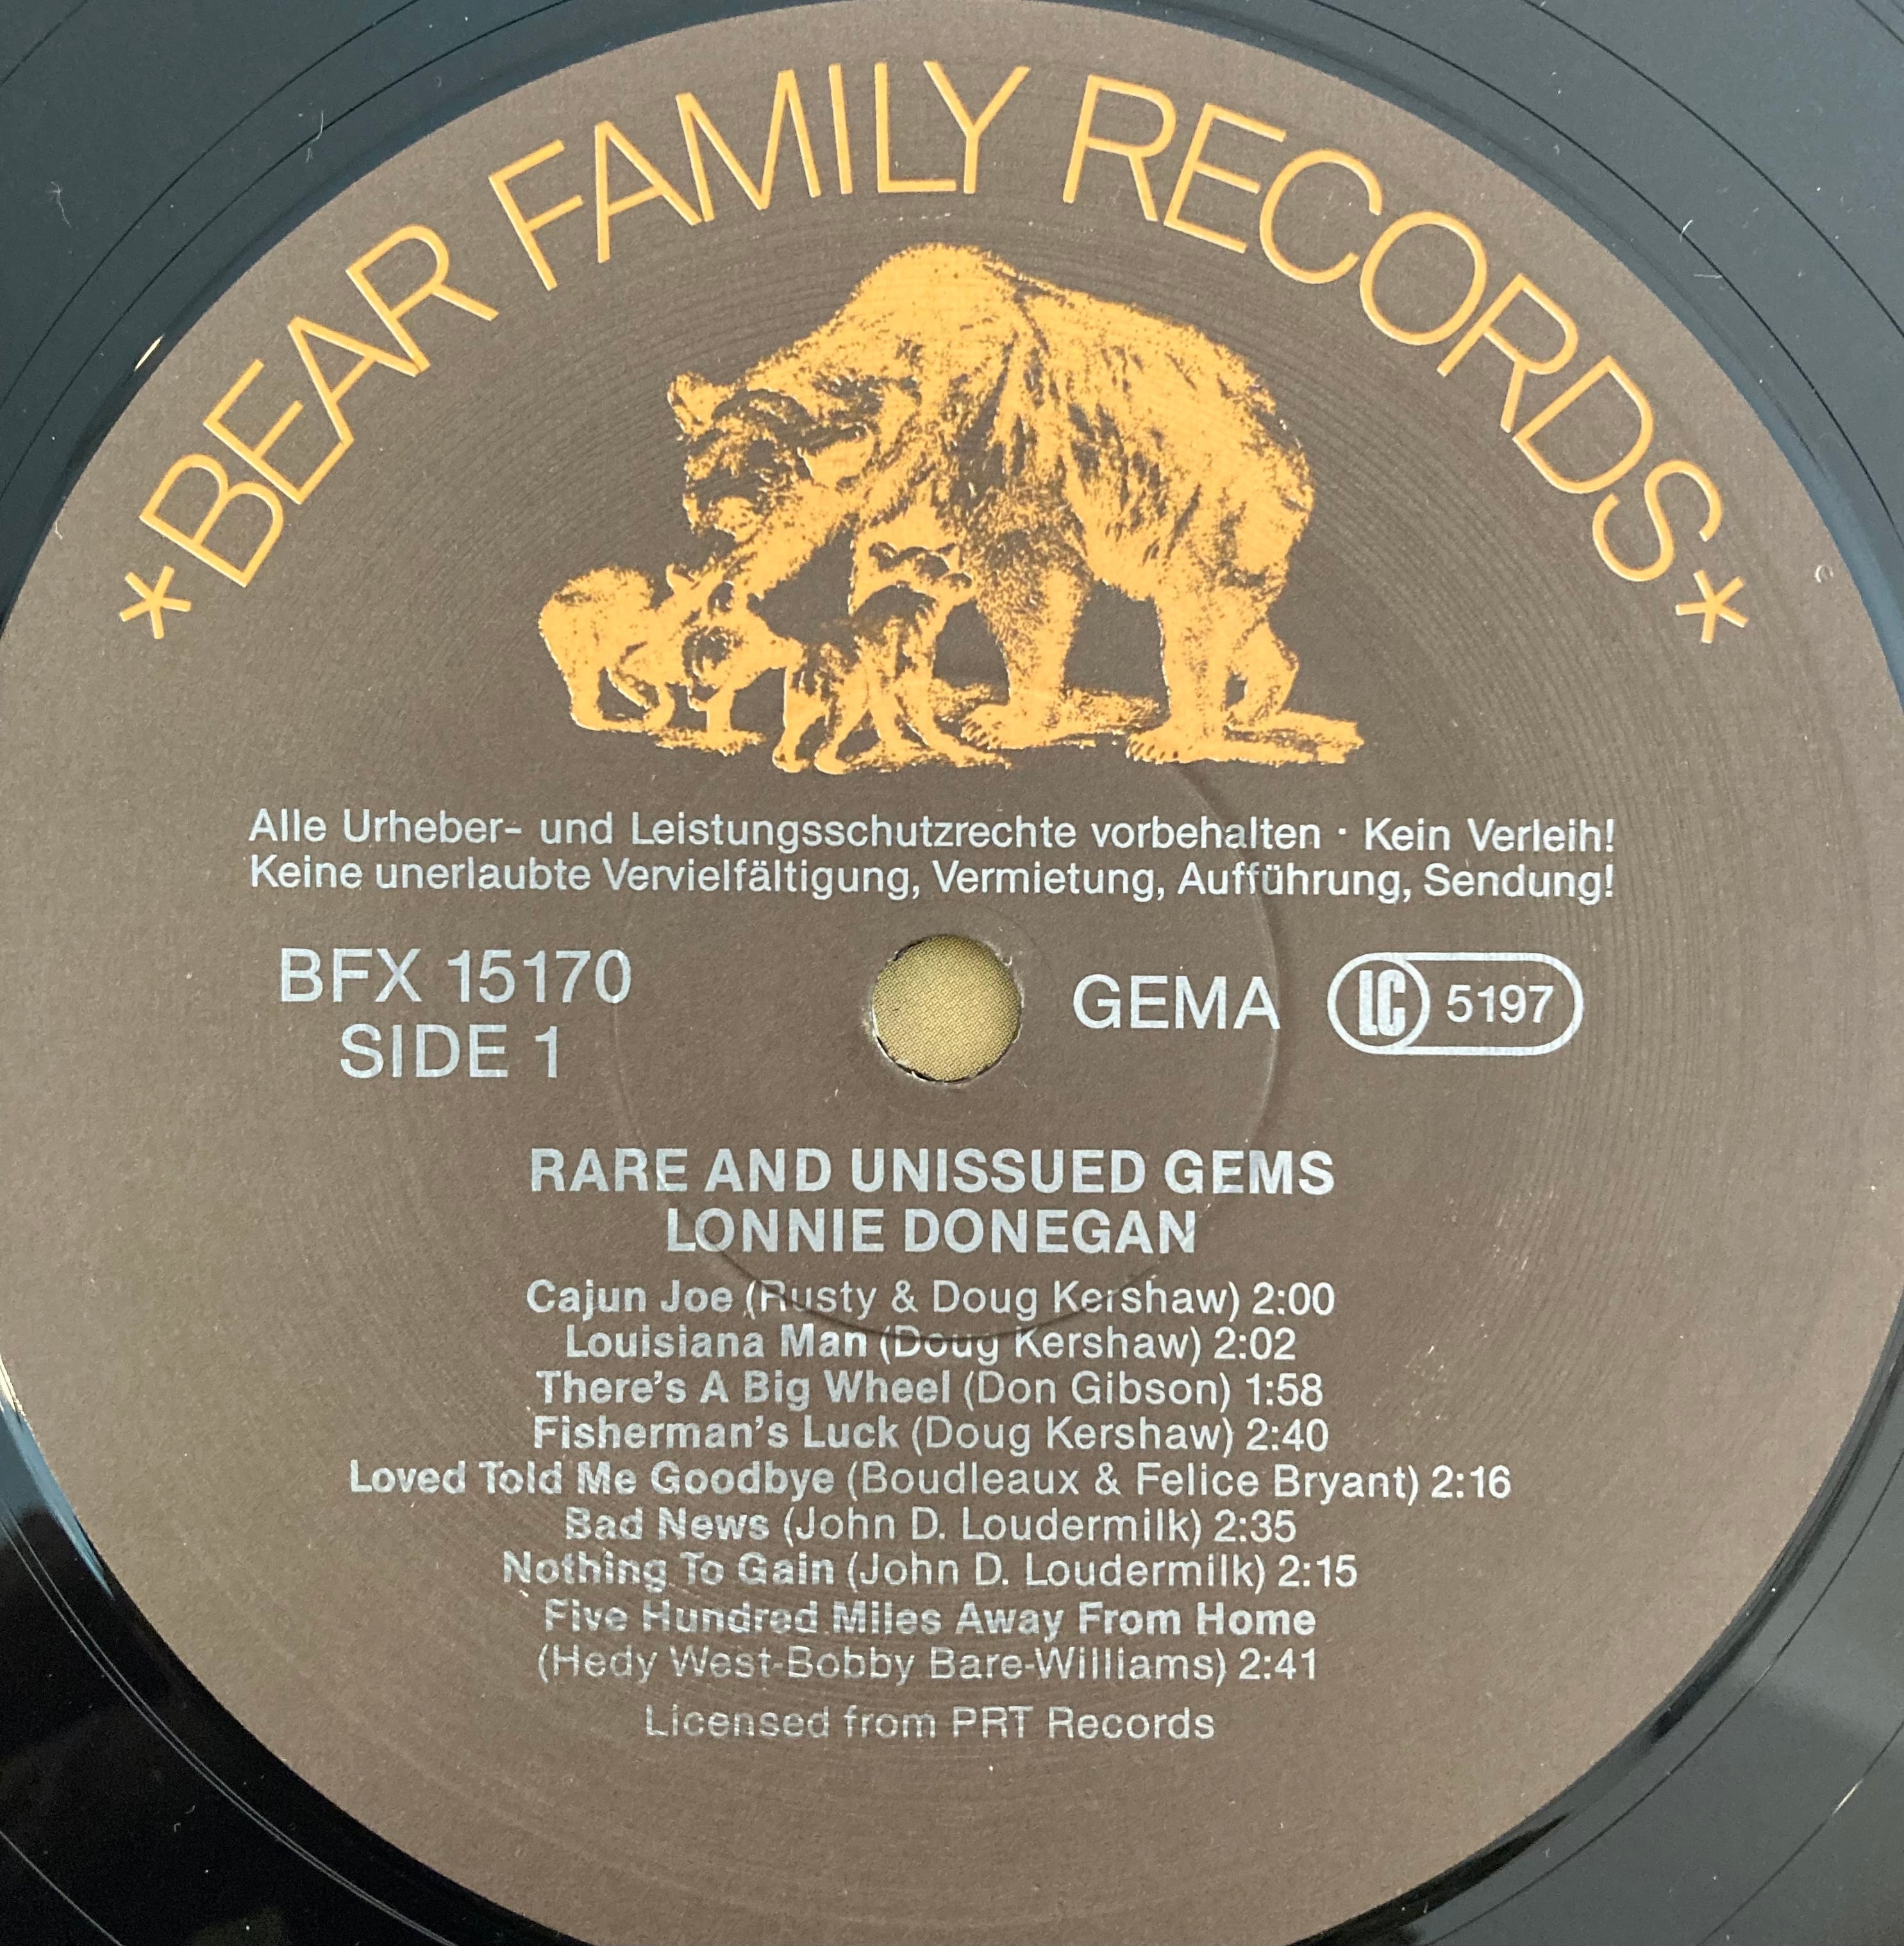 *BEAR FAMILY RECORDS*
Alle Urheber- und Leistungsschutzrechte vorbehalten · Kein Verleih!
Keine unerlaubte Vervielfältigung, Vermietung, Aufführung, Sendung!
BFX 15170
SIDE 1
GEMA LC 5197
RARE AND UNISSUED GEMS
LONNIE DONEGAN
Cajun Joe (Rusty & Doug Kershaw) 2:00
Louisiana Man (Doug Kershaw) 2:02
There's A Big Wheel (Don Gibson) 1:58
Fisherman's Luck (Doug Kershaw) 2:40
Loved Told Me Goodbye (Boudleaux & Felice Bryant) 2:16
Bad News (John D. Loudermilk) 2:35
Nothing To Gain (John D. Loudermilk) 2:15
Five Hundred Miles Away From Home
(Hedy West-Bobby Bare-Williams) 2:41
Licensed from PRT Records